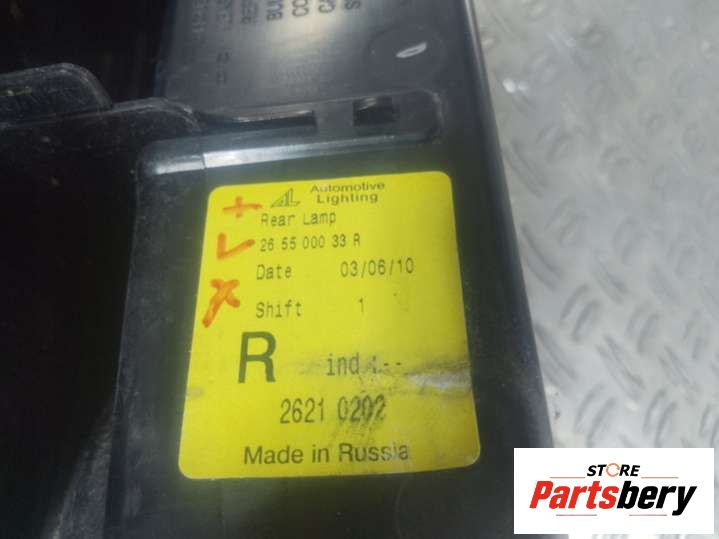 Automotive
Lighting
Rear Lamp
26 55 000 33 R
Date 03/06/10
Shift 1
R ind.:--
2621 0202
Made in Russia
STORE
Partsbery